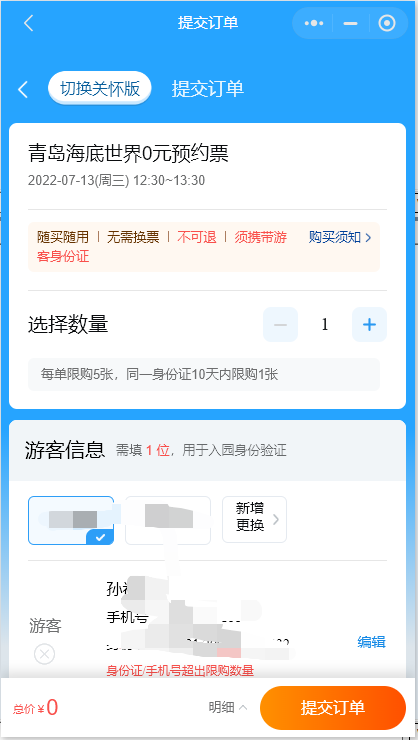 提交订单
切换关怀版
提交订单
青岛海底世界0元预约票
2022-07-13(周三) 12:30~13:30
随买随用 | 无需换票 | 不可退 | 须携带游 购买须知
客身份证
选择数量
1
每单限购5张，同一身份证10天内限购1张
游客信息 需填 1 位，用于入园身份验证
新增
更换
孙
手机号
游客
编辑
身份证/手机号超出限购数量
总价 ¥0 明细 提交订单